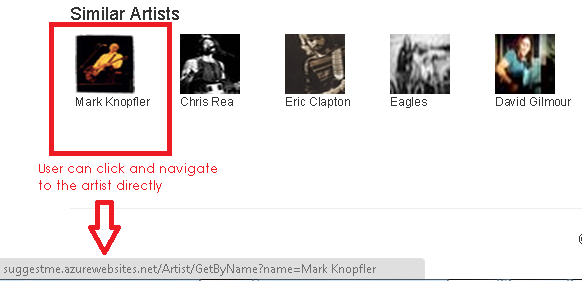 Similar Artists
Mark Knopfler
Chris Rea
Eric Clapton
Eagles
David Gilmour
User can click and navigate
to the artist directly
suggestme.azurewebsites.net/Artist/GetByName?name=Mark Knopfler